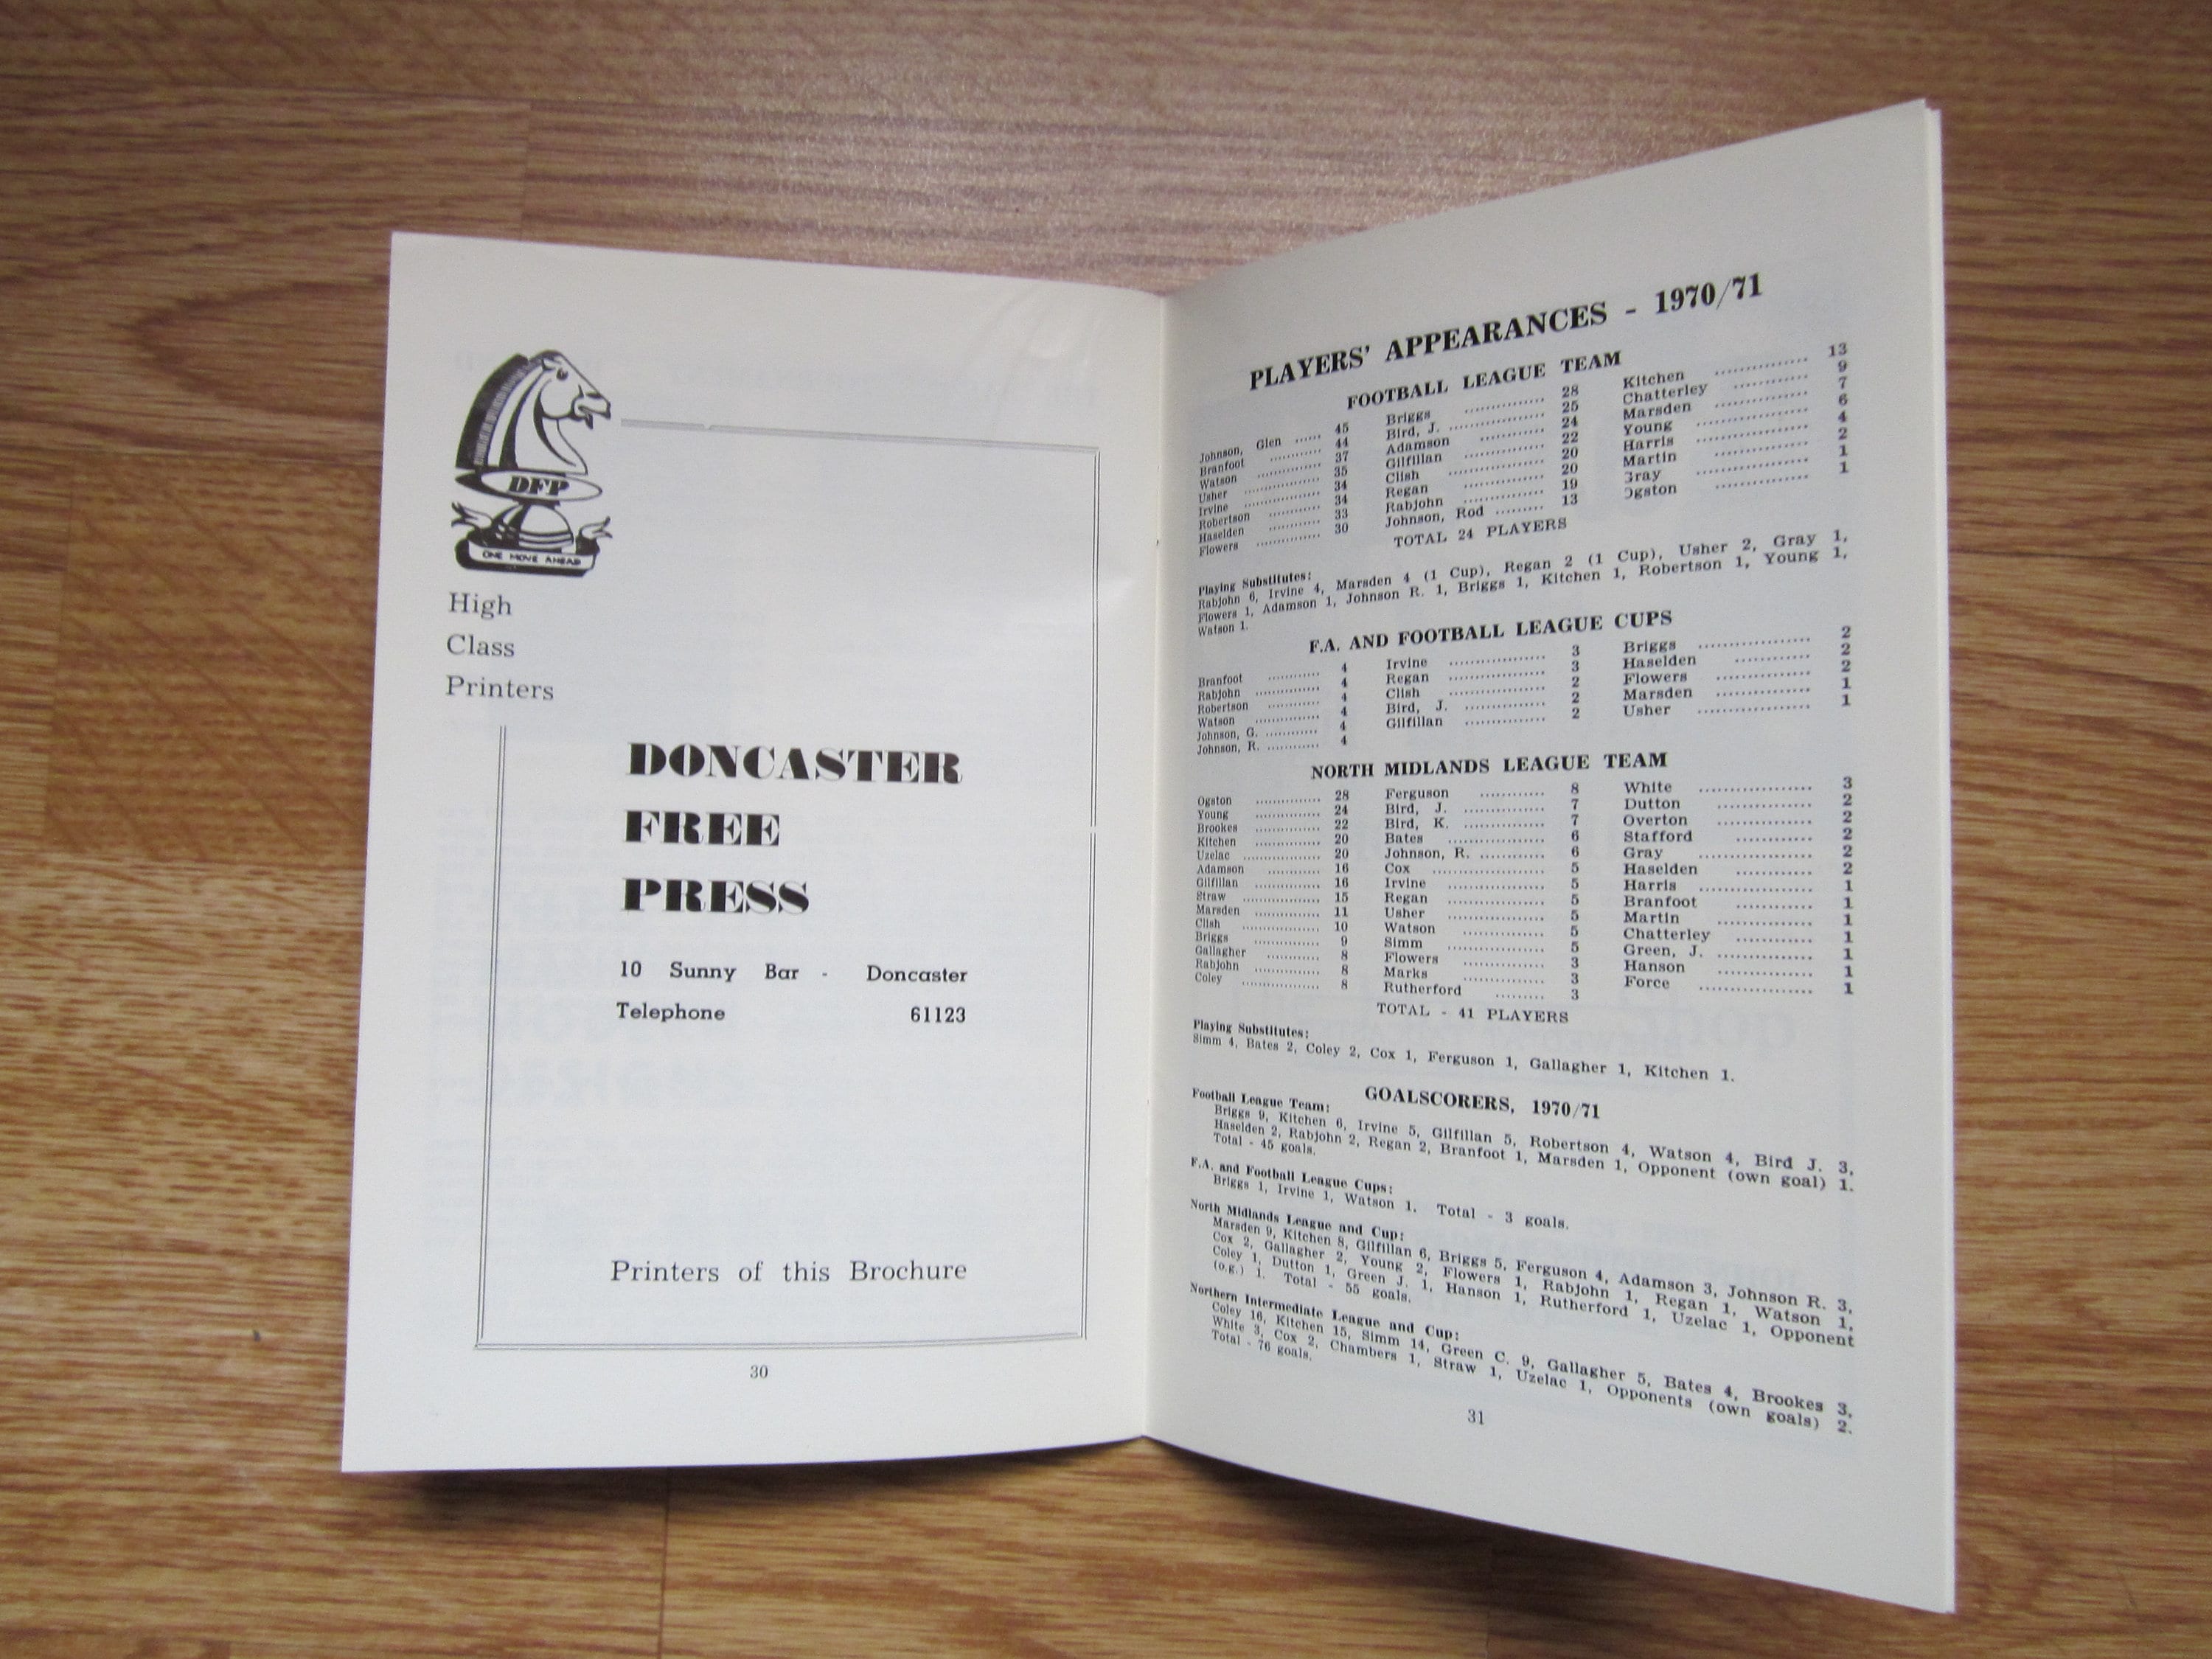 DFP
ONE MOVE AHEAD
High
Class
Printers
DONCASTER
FREE
PRESS
10 Sunny Bar - Doncaster
Telephone 61123
Printers of this Brochure
30
PLAYERS' APPEARANCES - 1970/71
FOOTBALL LEAGUE TEAM
Johnson, Glen ...... 45 Briggs ............ 28 Kitchen ............ 13
Branfoot ............ 44 Bird, J. ............ 25 Chatterley ............ 9
Watson ............ 37 Adamson ............ 24 Marsden ............ 7
Usher ............ 35 Gilfillan ............ 22 Young ............ 6
Irvine ............ 34 Clish ............ 20 Harris ............ 4
Robertson ............ 34 Regan ............ 20 Martin ............ 2
Haselden ............ 33 Rabjohn ............ 19 Gray ............ 1
Flowers ............ 30 Johnson, Rod ......... 13 Ogston ............ 1
TOTAL 24 PLAYERS
Playing Substitutes:
Rabjohn 6, Irvine 4, Marsden 4 (1 Cup), Regan 2 (1 Cup), Usher 2, Gray 1,
Flowers 1, Adamson 1, Johnson R. 1, Briggs 1, Kitchen 1, Robertson 1, Young 1,
Watson 1.
F.A. AND FOOTBALL LEAGUE CUPS
Branfoot ............ 4 Irvine ............ 3 Briggs ............ 2
Rabjohn ............ 4 Regan ............ 3 Haselden ............ 2
Robertson ............ 4 Clish ............ 2 Flowers ............ 2
Watson ............ 4 Bird, J. ............ 2 Marsden ............ 1
Johnson, G. ............ 4 Gilfillan ............ 2 Usher ............ 1
Johnson, R. ............ 4
NORTH MIDLANDS LEAGUE TEAM
Ogston ............ 28 Ferguson ............ 8 White ............ 3
Young ............ 24 Bird, J. ............ 7 Dutton ............ 2
Brookes ............ 22 Bird, K. ............ 7 Overton ............ 2
Kitchen ............ 20 Bates ............ 6 Stafford ............ 2
Uzelac ............ 20 Johnson, R. ............ 6 Gray ............ 2
Adamson ............ 16 Cox ............ 5 Haselden ............ 2
Gilfillan ............ 16 Irvine ............ 5 Harris ............ 1
Straw ............ 15 Regan ............ 5 Branfoot ............ 1
Marsden ............ 11 Usher ............ 5 Martin ............ 1
Clish ............ 10 Watson ............ 5 Chatterley ............ 1
Briggs ............ 9 Simm ............ 5 Green, J. ............ 1
Gallagher ............ 8 Flowers ............ 3 Hanson ............ 1
Rabjohn ............ 8 Marks ............ 3 Force ............ 1
Coley ............ 8 Rutherford ......... 3
TOTAL - 41 PLAYERS
Playing Substitutes:
Simm 4, Bates 2, Coley 2, Cox 1, Ferguson 1, Gallagher 1, Kitchen 1.
GOALSCORERS, 1970/71
Football League Team:
Briggs 9, Kitchen 6, Irvine 5, Gilfillan 5, Robertson 4, Watson 4, Bird J. 3,
Haselden 2, Rabjohn 2, Regan 2, Branfoot 1, Marsden 1, Opponent (own goal) 1.
Total - 45 goals.
F.A. and Football League Cups:
Briggs 1, Irvine 1, Watson 1. Total - 3 goals.
North Midlands League and Cup:
Marsden 9, Kitchen 8, Gilfillan 6, Briggs 5, Ferguson 4, Adamson 3, Johnson R. 3,
Cox 2, Gallagher 2, Young 2, Flowers 1, Rabjohn 1, Regan 1, Watson 1,
Coley 1, Dutton 1, Green J. 1, Hanson 1, Rutherford 1, Uzelac 1, Opponent
(o.g.) 1. Total - 55 goals.
Northern Intermediate League and Cup:
Coley 16, Kitchen 15, Simm 14, Green C. 9, Gallagher 5, Bates 4, Brookes 3,
White 3, Cox 2, Chambers 1, Straw 1, Uzelac 1, Opponents (own goals) 2.
Total - 76 goals.
31